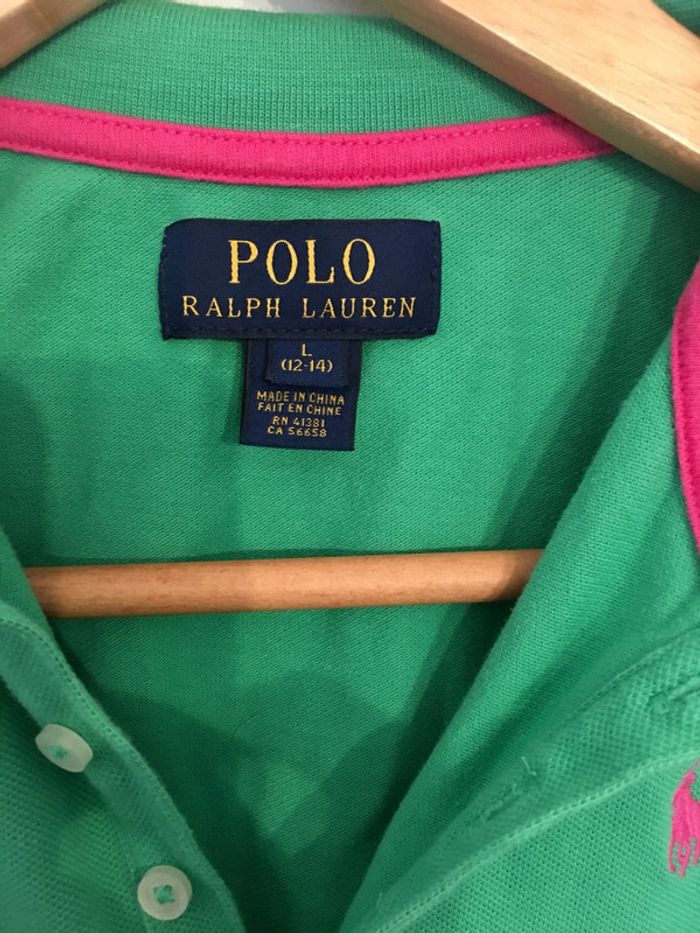 POLO
RALPH LAUREN
L
(12-14)
MADE IN CHINA
FAIT EN CHINE
RN 41381
CA 56658